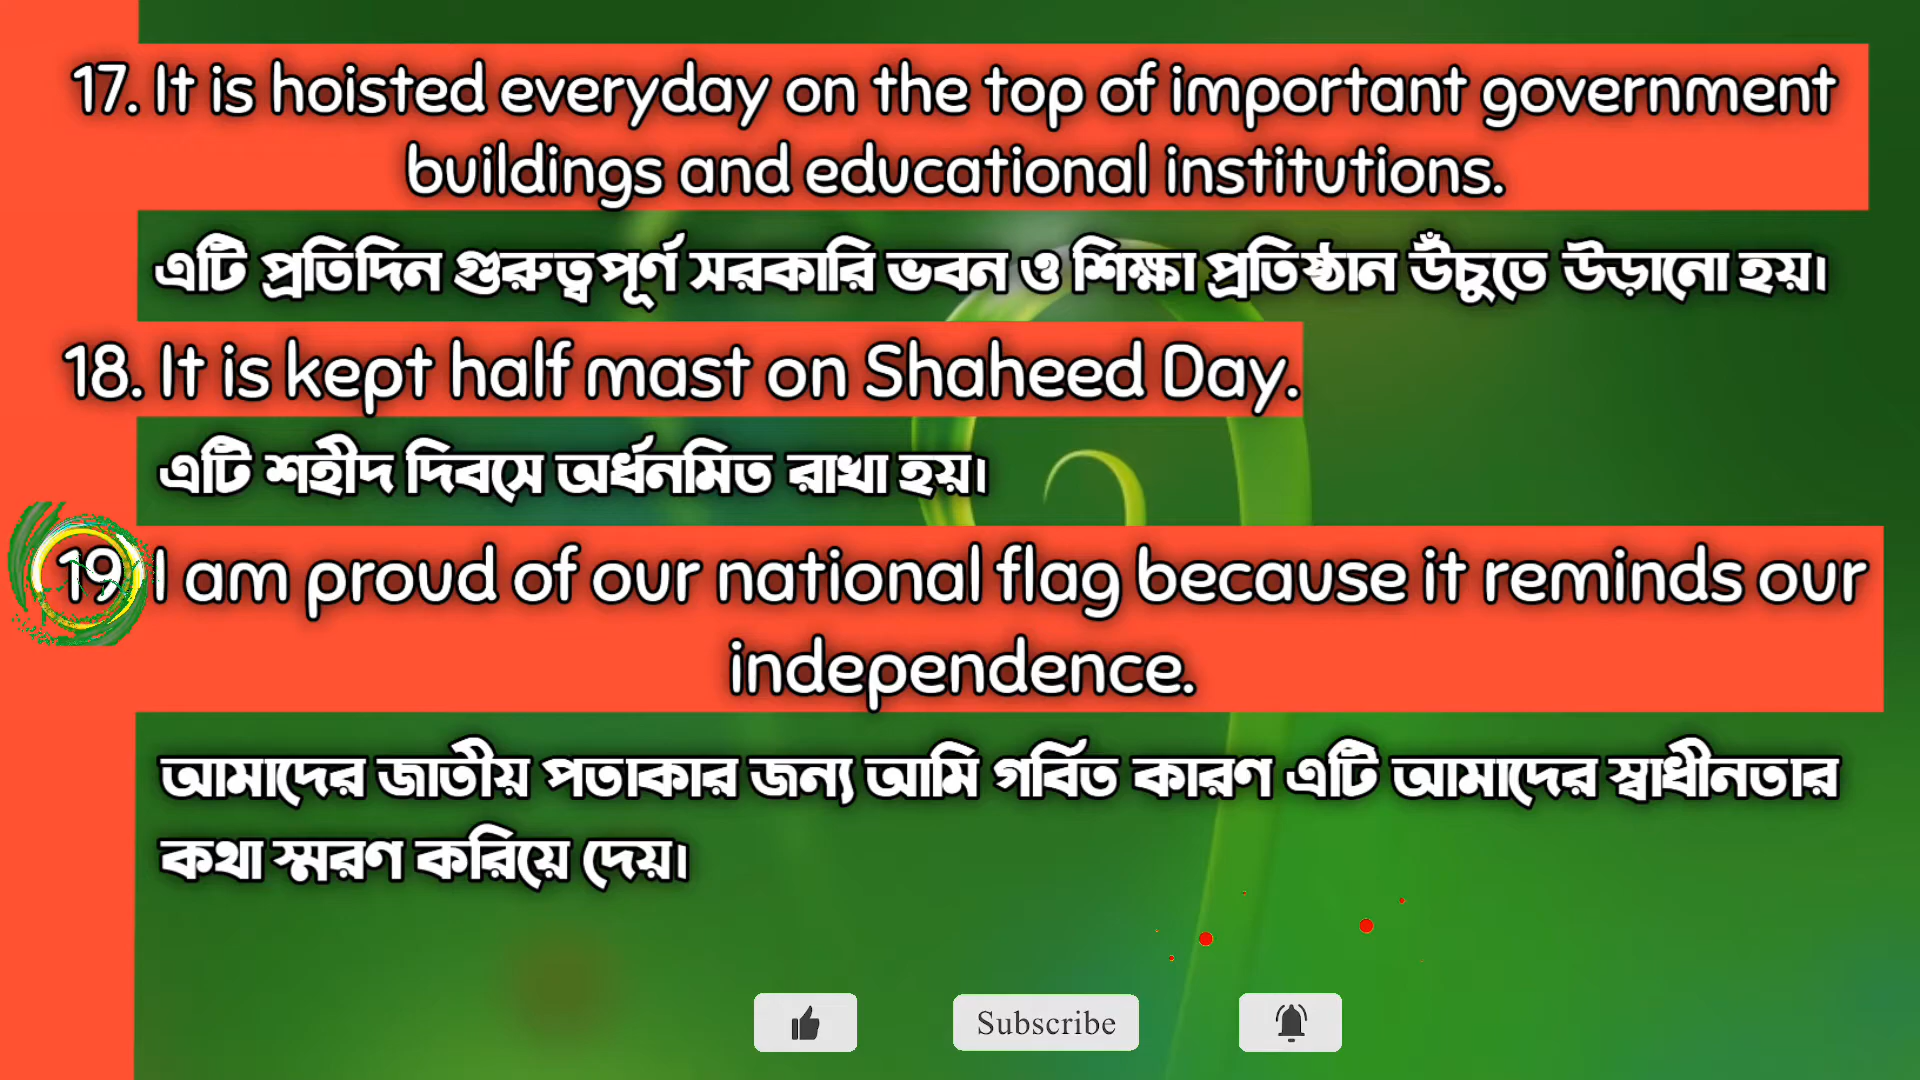 17. It is hoisted everyday on the top of important government
buildings and educational institutions.
এটি প্রতিদিন গুরুত্বপূর্ণ সরকারি ভবন ও শিক্ষা প্রতিষ্ঠান উঁচুতে উড়ানো হয়।
18. It is kept half mast on Shaheed Day.
এটি শহীদ দিবসে অর্ধনমিত রাখা হয়।
19. I am proud of our national flag because it reminds our
independence.
আমাদের জাতীয় পতাকার জন্য আমি গর্বিত কারণ এটি আমাদের স্বাধীনতার
কথা স্মরণ করিয়ে দেয়।
Subscribe